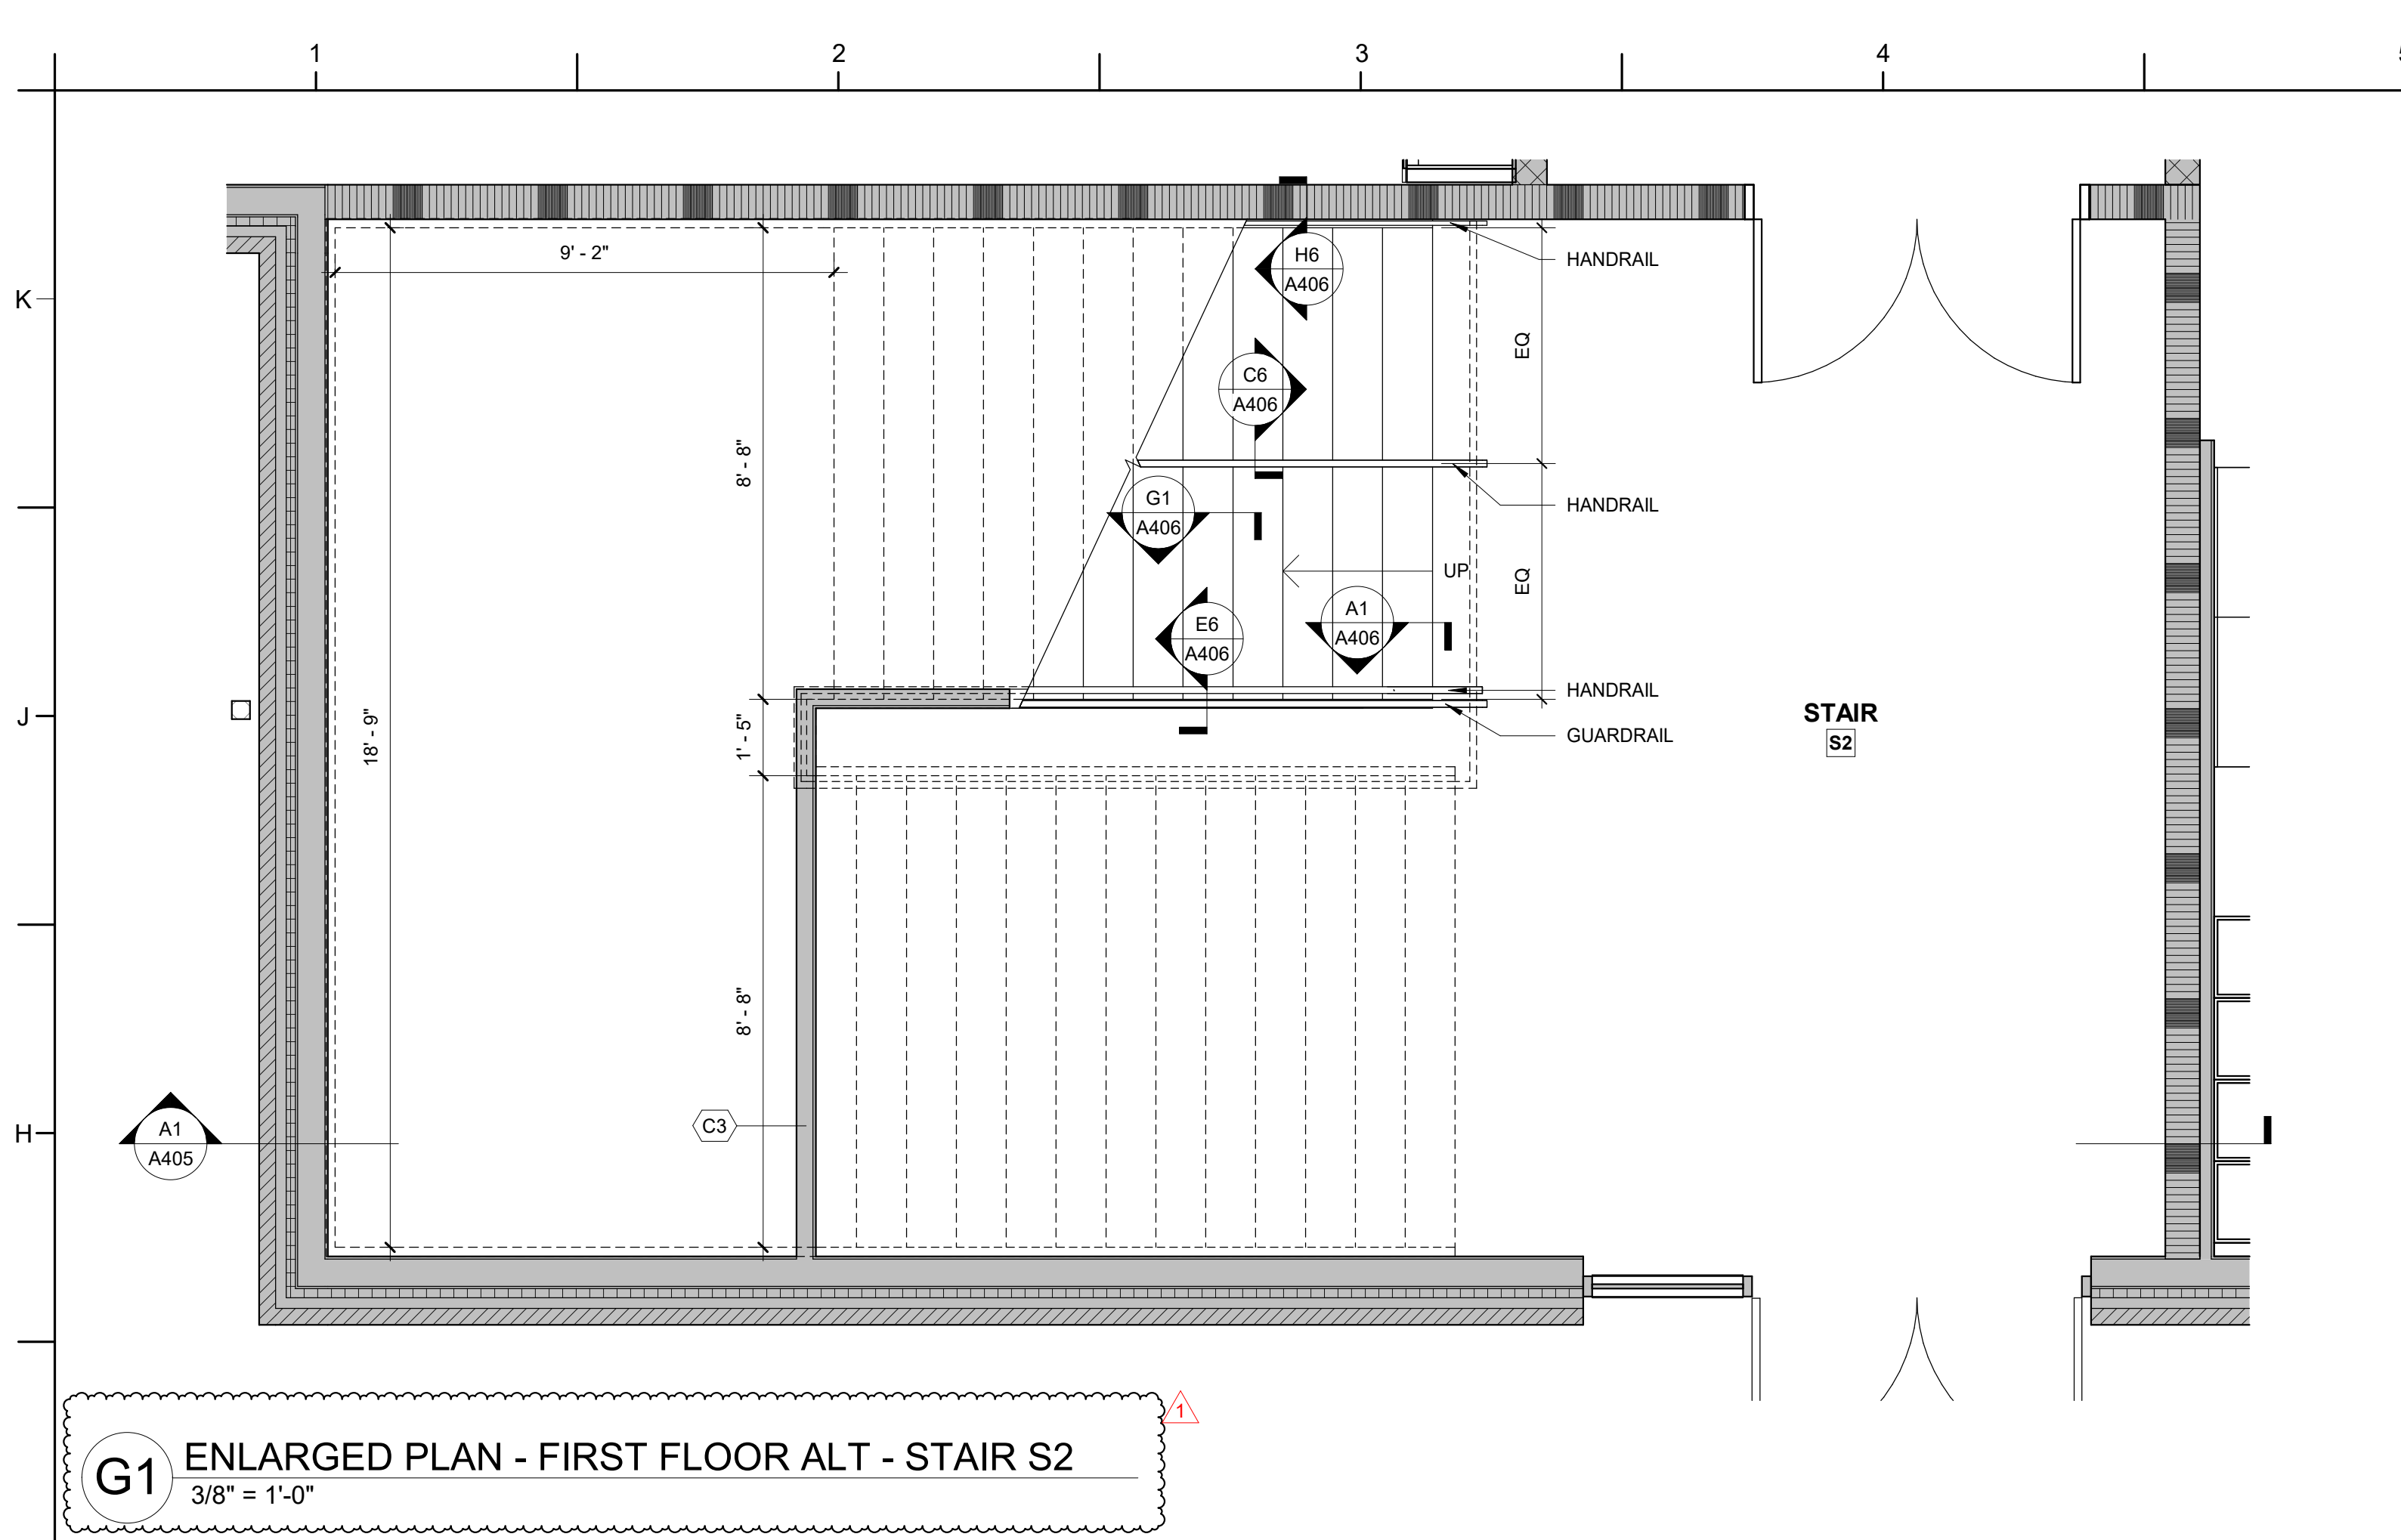 1
2
3
4
K
J
H
9' - 2"
8' - 8"
18' - 9"
1' - 5"
8' - 8"
H6
A406
C6
A406
G1
A406
E6
A406
A1
A406
UP
EQ
EQ
HANDRAIL
HANDRAIL
HANDRAIL
GUARDRAIL
STAIR
S2
C3
A1
A405
1
G1
ENLARGED PLAN - FIRST FLOOR ALT - STAIR S2
3/8" = 1'-0"